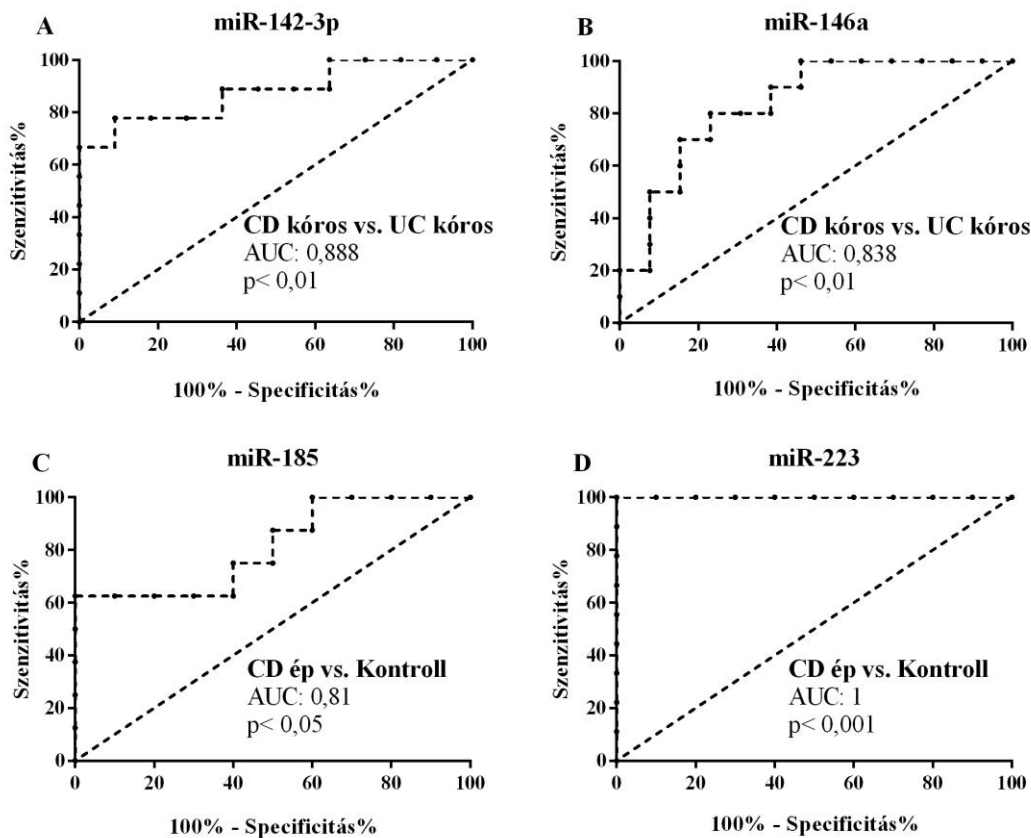 A
miR-142-3p
100
80
60
40
20
0
Szenzitivitás%
CD kóros vs. UC kóros
AUC: 0,888
p< 0,01
0 20 40 60 80 100
100% - Specificitás%
B
miR-146a
100
80
60
40
20
0
Szenzitivitás%
CD kóros vs. UC kóros
AUC: 0,838
p< 0,01
0 20 40 60 80 100
100% - Specificitás%
C
miR-185
100
80
60
40
20
0
Szenzitivitás%
CD ép vs. Kontroll
AUC: 0,81
p< 0,05
0 20 40 60 80 100
100% - Specificitás%
D
miR-223
100
80
60
40
20
0
Szenzitivitás%
CD ép vs. Kontroll
AUC: 1
p< 0,001
0 20 40 60 80 100
100% - Specificitás%